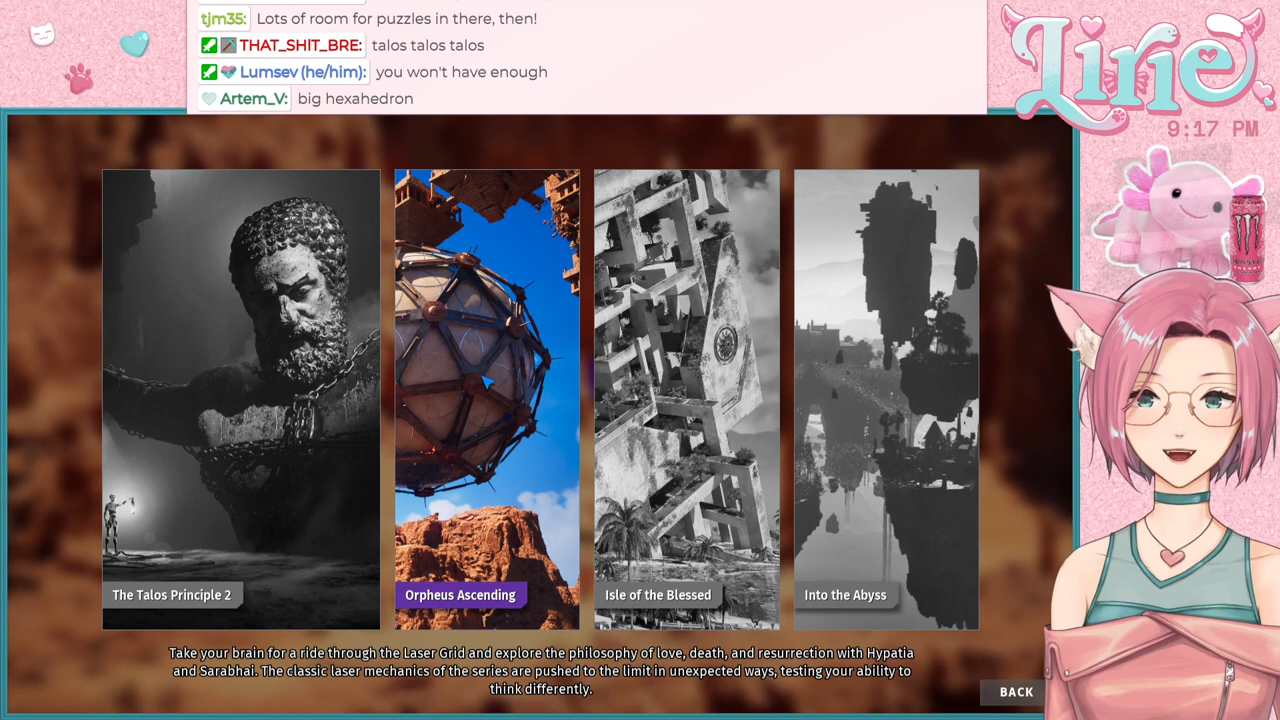 tjm35: Lots of room for puzzles in there, then!
THAT_SHIT_BRE: talos talos talos
Lumsev (he/him): you won't have enough
Artem_V: big hexahedron
Lirie
9:17 PM
The Talos Principle 2
Orpheus Ascending
Isle of the Blessed
Into the Abyss
Take your brain for a ride through the Laser Grid and explore the philosophy of love, death, and resurrection with Hypatia
and Sarabhai. The classic laser mechanics of the series are pushed to the limit in unexpected ways, testing your ability to
think differently.
BACK